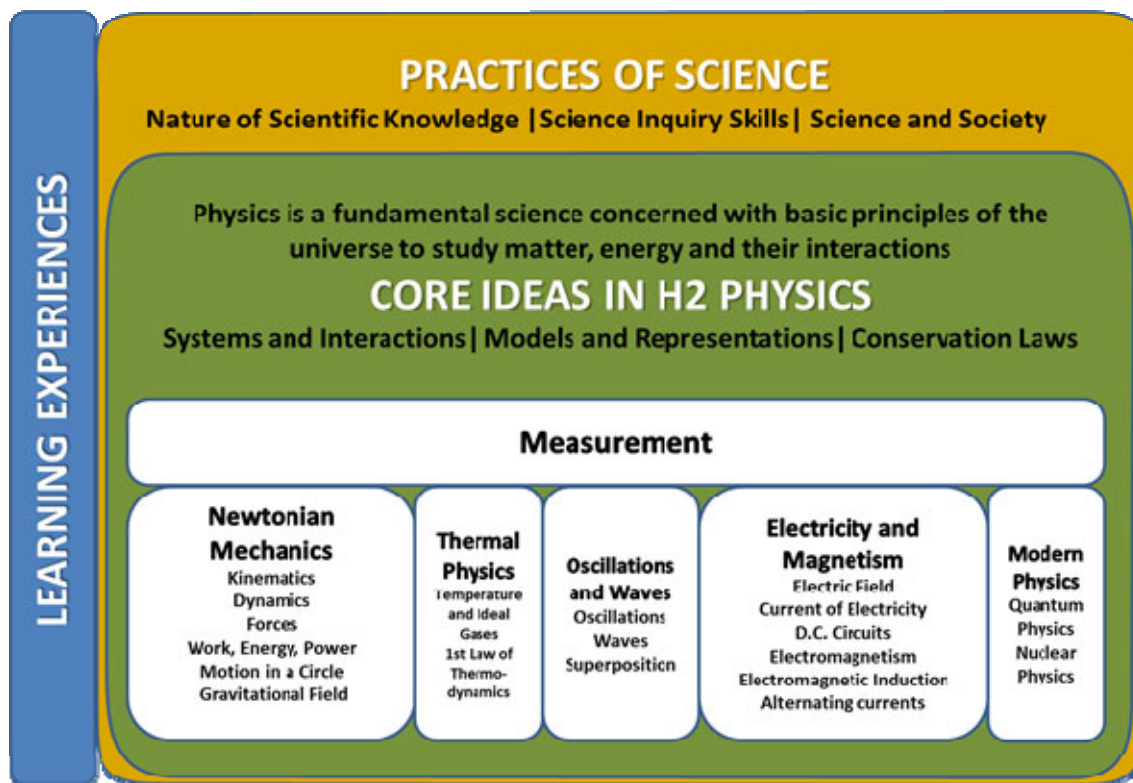 LEARNING EXPERIENCES
PRACTICES OF SCIENCE
Nature of Scientific Knowledge |Science Inquiry Skills| Science and Society
Physics is a fundamental science concerned with basic principles of the
universe to study matter, energy and their interactions
CORE IDEAS IN H2 PHYSICS
Systems and Interactions| Models and Representations| Conservation Laws
Measurement
Newtonian
Mechanics
Kinematics
Dynamics
Forces
Work, Energy, Power
Motion in a Circle
Gravitational Field
Thermal
Physics
Temperature
and Ideal
Gases
1st Law of
Thermo-
dynamics
Oscillations
and Waves
Oscillations
Waves
Superposition
Electricity and
Magnetism
Electric Field
Current of Electricity
D.C. Circuits
Electromagnetism
Electromagnetic Induction
Alternating currents
Modern
Physics
Quantum
Physics
Nuclear
Physics